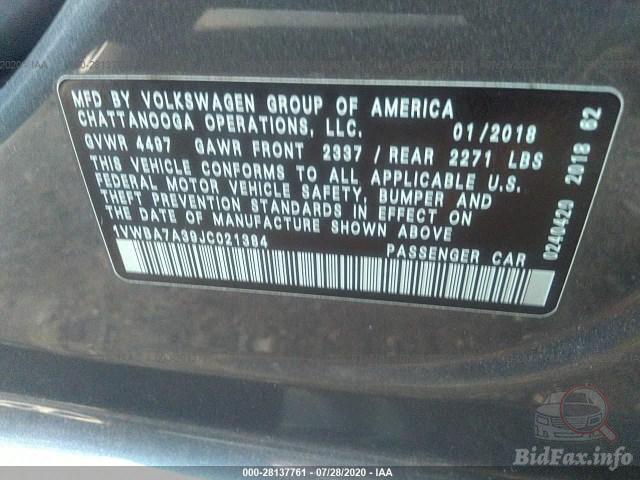 MFD BY VOLKSWAGEN GROUP OF AMERICA
CHATTANOOGA OPERATIONS, LLC. 01/2018
GVWR 4497 GAWR FRONT 2337 / REAR 2271 LBS
THIS VEHICLE CONFORMS TO ALL APPLICABLE U.S.
FEDERAL MOTOR VEHICLE SAFETY, BUMPER AND
THEFT PREVENTION STANDARDS IN EFFECT ON
THE DATE OF MANUFACTURE SHOWN ABOVE
1VWBA7A39JC021384 PASSENGER CAR
02404420 2018 62
BidFax.info
000-28137761 - 07/28/2020 - IAA